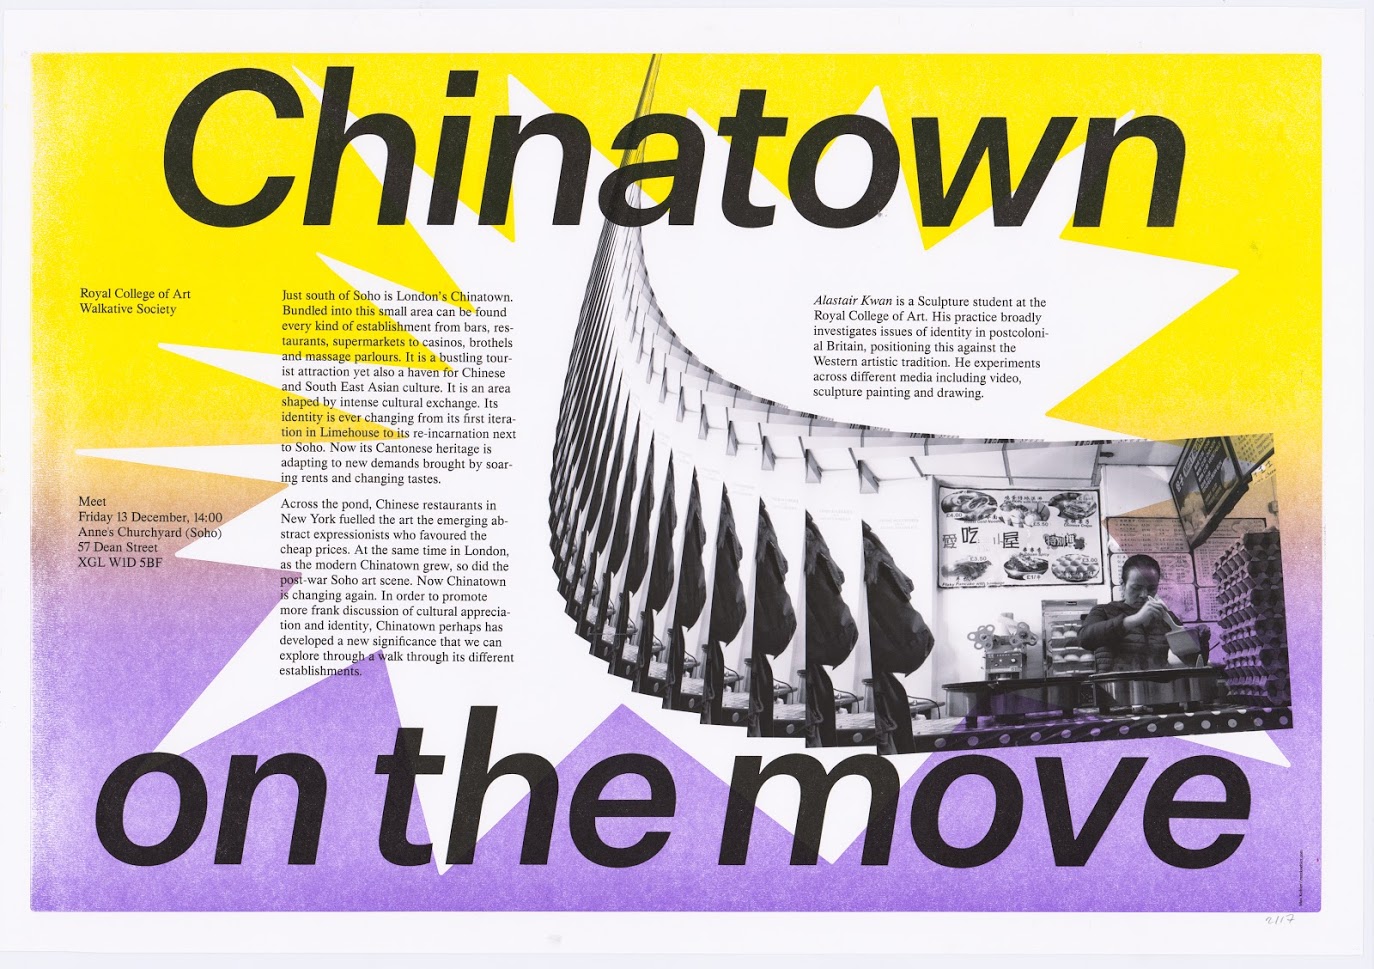 Chinatown
Royal College of Art
Walkative Society
Just south of Soho is London's Chinatown.
Bundled into this small area can be found
every kind of establishment from bars, res-
taurants, supermarkets to casinos, brothels
and massage parlours. It is a bustling tour-
ist attraction yet also a haven for Chinese
and South East Asian culture. It is an area
shaped by intense cultural exchange. Its
identity is ever changing from its first itera-
tion in Limehouse to its re-incarnation next
to Soho. Now its Cantonese heritage is
adapting to new demands brought by soar-
ing rents and changing tastes.
Across the pond, Chinese restaurants in
New York fuelled the art the emerging ab-
stract expressionists who favoured the
cheap prices. At the same time in London,
as the modern Chinatown grew, so did the
post-war Soho art scene. Now Chinatown
is changing again. In order to promote
more frank discussion of cultural apprecia-
tion and identity, Chinatown perhaps has
developed a new significance that we can
explore through a walk through its different
establishments.
Alastair Kwan is a Sculpture student at the
Royal College of Art. His practice broadly
investigates issues of identity in postcoloni-
al Britain, positioning this against the
Western artistic tradition. He experiments
across different media including video,
sculpture painting and drawing.
Meet
Friday 13 December, 14:00
Anne's Churchyard (Soho)
57 Dean Street
XGL W1D 5BF
£4.90
£5.50
愛吃小屋
£3.50
£1/4
on the move
2/17